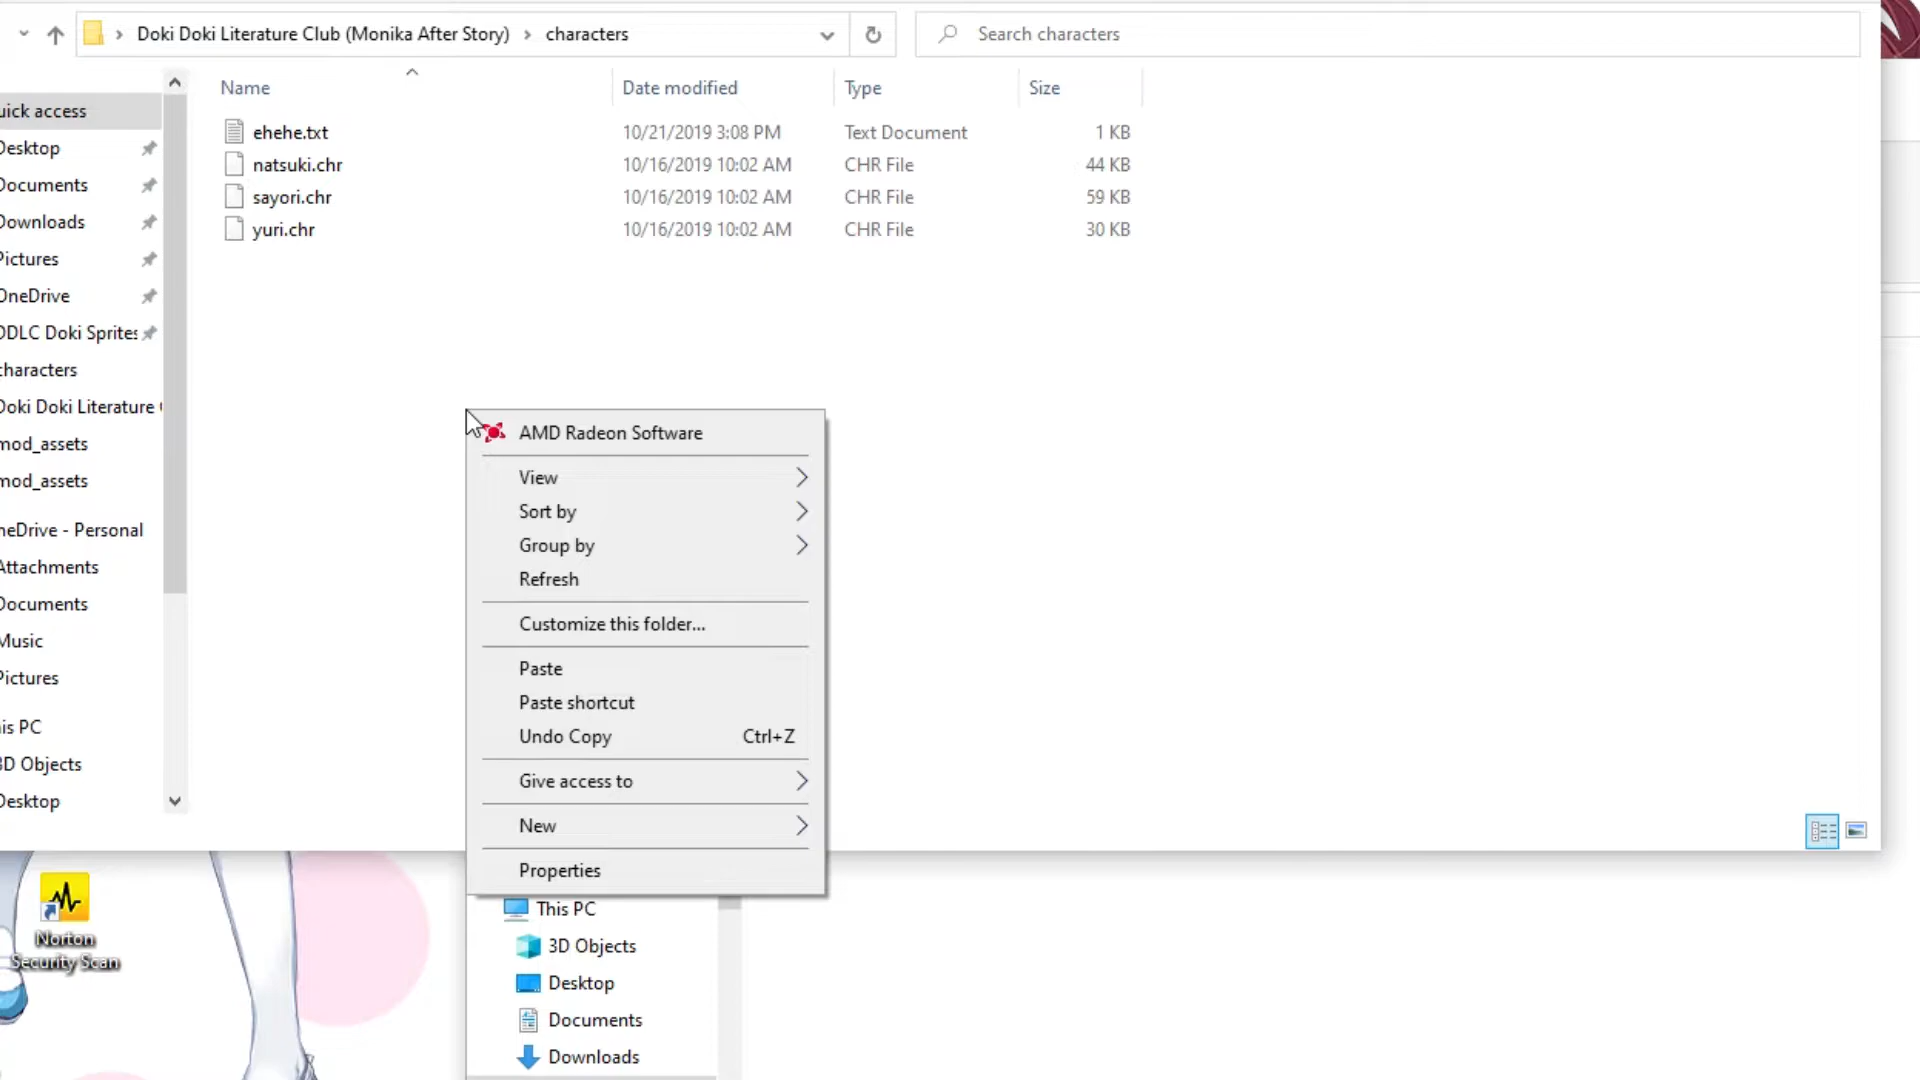 Doki Doki Literature Club (Monika After Story) > characters
Search characters
Name Date modified Type Size
ehehe.txt 10/21/2019 3:08 PM Text Document 1 KB
natsuki.chr 10/16/2019 10:02 AM CHR File 44 KB
sayori.chr 10/16/2019 10:02 AM CHR File 59 KB
yuri.chr 10/16/2019 10:02 AM CHR File 30 KB
uick access
Desktop
Documents
Downloads
Pictures
OneDrive
DDLC Doki Sprites
characters
Doki Doki Literature
mod_assets
mod_assets
neDrive - Personal
Attachments
Documents
Music
Pictures
is PC
3D Objects
Desktop
AMD Radeon Software
View
Sort by
Group by
Refresh
Customize this folder...
Paste
Paste shortcut
Undo Copy Ctrl+Z
Give access to
New
Properties
This PC
3D Objects
Desktop
Documents
Downloads
Norton
Security Scan